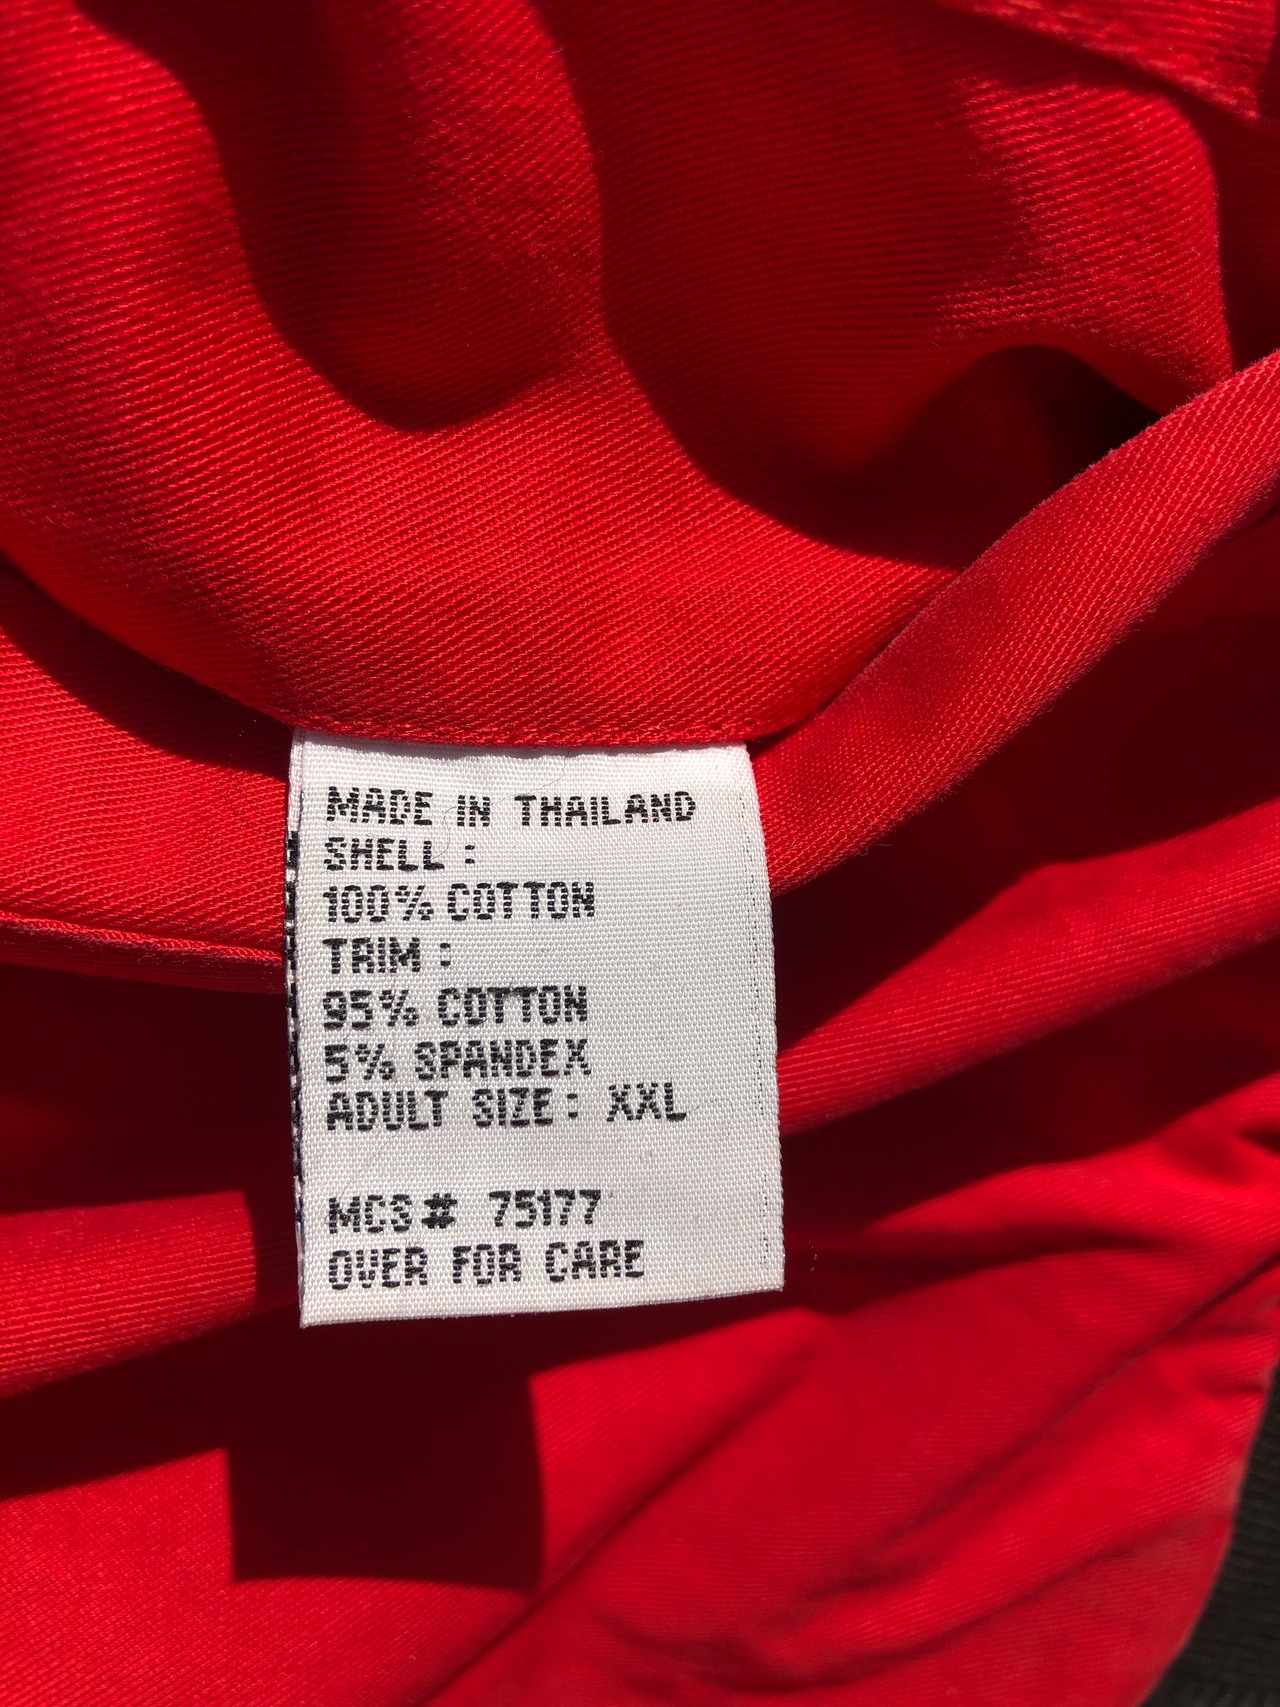 MADE IN THAILAND
SHELL :
100% COTTON
TRIM :
95% COTTON
5% SPANDEX
ADULT SIZE : XXL
MCS# 75177
OVER FOR CARE